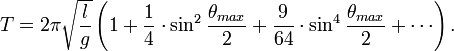 T = 2π√(L/g) (1 + 1/4 · sin² θ_max/2 + 9/64 · sin⁴ θ_max/2 + ⋯).